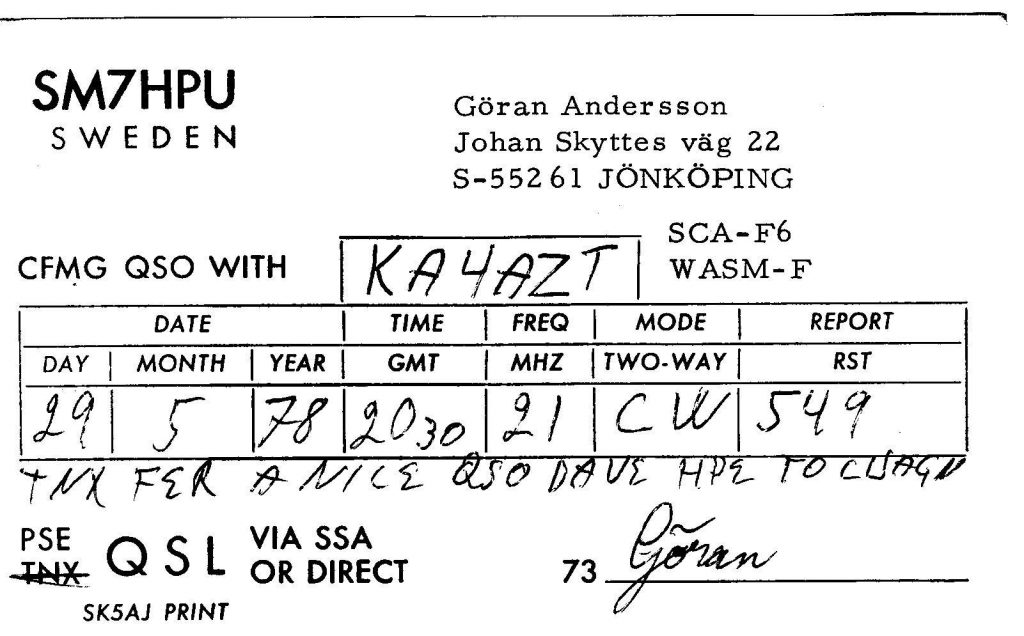 SM7HPU
SWEDEN
Göran Andersson
Johan Skyttes väg 22
S-55261 JÖNKÖPING
SCA-F6
WASM-F
CFMG QSO WITH KA4AZT
DATE TIME FREQ MODE REPORT
DAY MONTH YEAR GMT MHZ TWO-WAY RST
29 5 78 2030 21 CW 549
TNX FER A NICE QSO DAVE HPE TO CUAGN
PSE TNX QSL VIA SSA OR DIRECT
73 Göran
SK5AJ PRINT